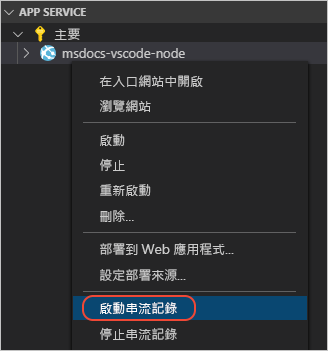 APP SERVICE
主要
msdocs-vscode-node
在入口網站中開啟
瀏覽網站
啟動
停止
重新啟動
刪除...
部署到 Web 應用程式...
設定部署來源...
啟動串流記錄
停止串流記錄